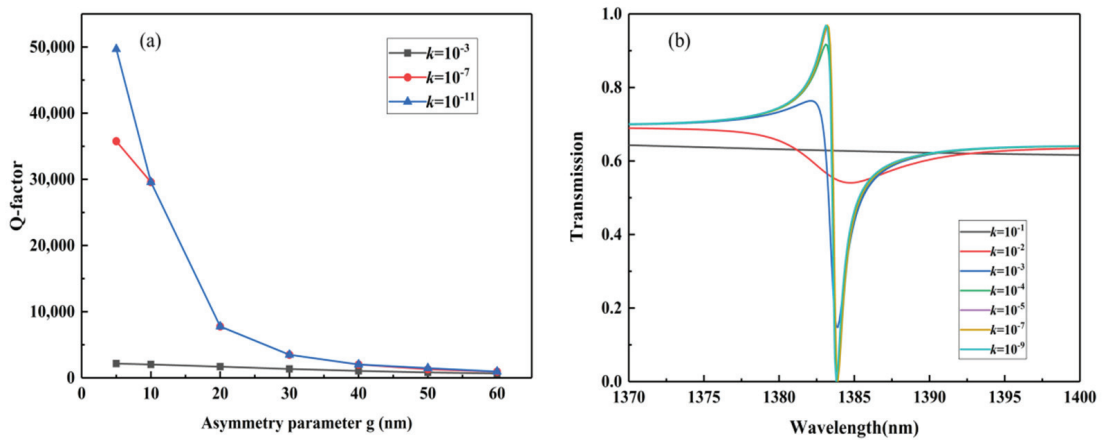 (a)
k=10-3
k=10-7
k=10-11
50,000
40,000
30,000
20,000
10,000
0
Q-factor
0 10 20 30 40 50 60
Asymmetry parameter g (nm)
(b)
1.0
0.8
0.6
0.4
0.2
0.0
Transmission
k=10-1
k=10-2
k=10-3
k=10-4
k=10-5
k=10-7
k=10-9
1370 1375 1380 1385 1390 1395 1400
Wavelength(nm)